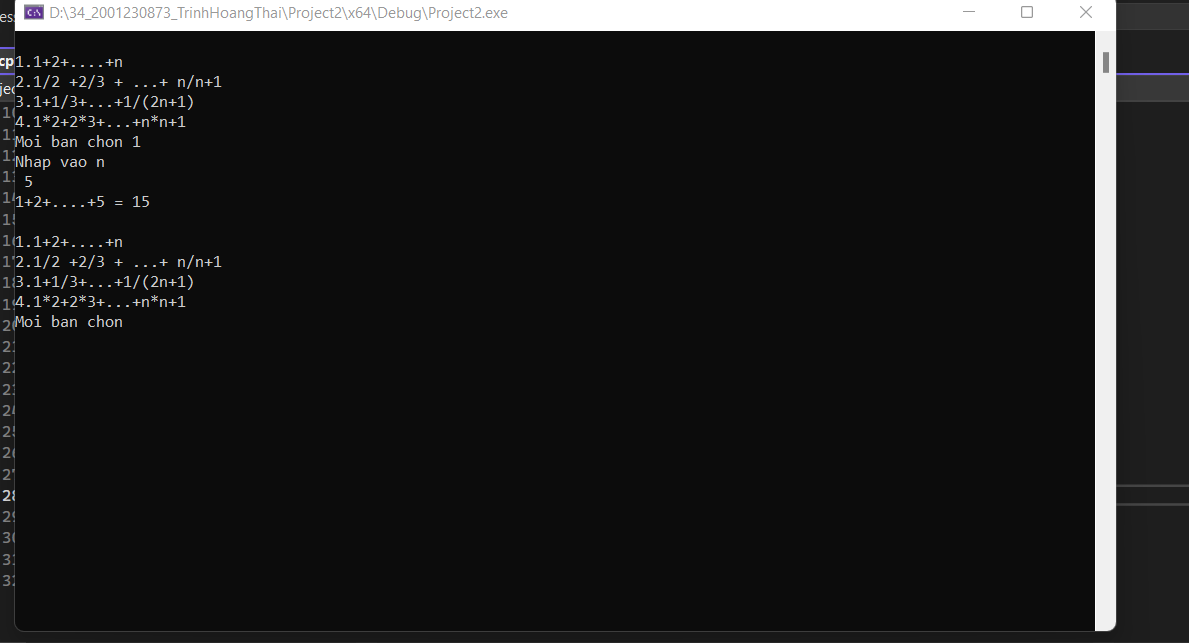 D:\34_2001230873_TrinhHoangThai\Project2\x64\Debug\Project2.exe
1.1+2+....+n
2.1/2 +2/3 + ...+ n/n+1
3.1+1/3+...+1/(2n+1)
4.1*2+2*3+...+n*n+1
Moi ban chon 1
Nhap vao n
5
1+2+....+5 = 15
1.1+2+....+n
2.1/2 +2/3 + ...+ n/n+1
3.1+1/3+...+1/(2n+1)
4.1*2+2*3+...+n*n+1
Moi ban chon